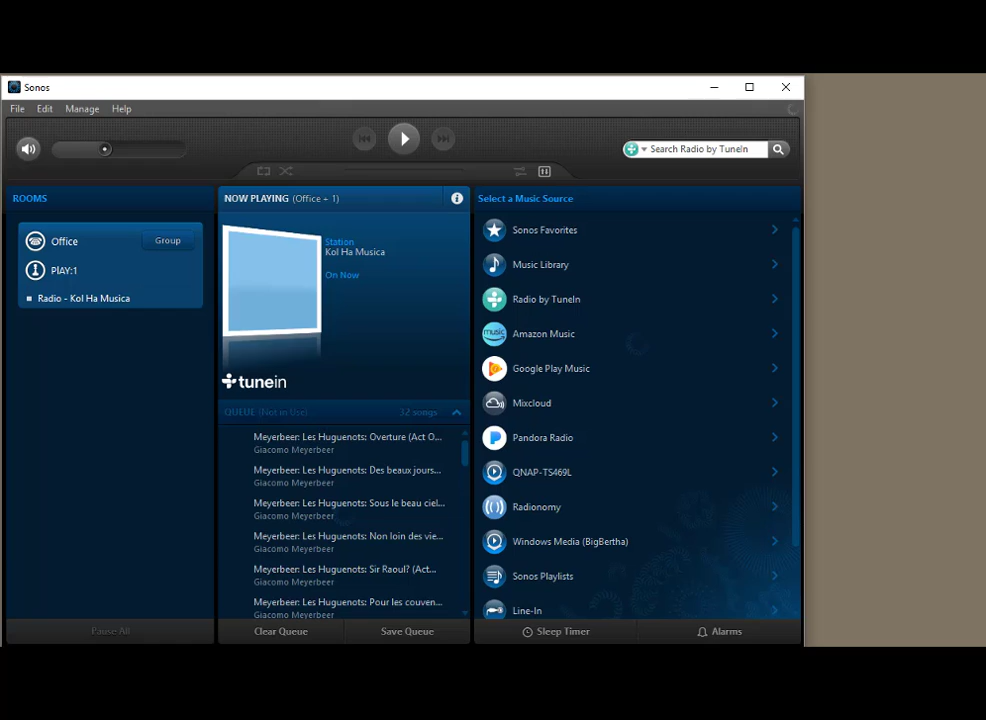 Sonos
File Edit Manage Help
Search Radio by TuneIn
ROOMS
Office
Group
PlAY:1
Radio - Kol Ha Musica
Pause All
NOW PLAYING (Office + 1)
Station
Kol Ha Musica
On Now
tunein
QUEUE (Not in Use) 32 songs
Meyerbeer: Les Huguenots: Overture (Act O...
Giacomo Meyerbeer
Meyerbeer: Les Huguenots: Des beaux jours...
Giacomo Meyerbeer
Meyerbeer: Les Huguenots: Sous le beau ciel...
Giacomo Meyerbeer
Meyerbeer: Les Huguenots: Non loin des vie...
Giacomo Meyerbeer
Meyerbeer: Les Huguenots: Sir Raoul? (Act...
Giacomo Meyerbeer
Meyerbeer: Les Huguenots: Pour les couven...
Giacomo Meyerbeer
Clear Queue Save Queue
Select a Music Source
Sonos Favorites
Music Library
Radio by TuneIn
music
Amazon Music
Google Play Music
Mixcloud
Pandora Radio
QNAP-TS469L
Radionomy
Windows Media (BigBertha)
Sonos Playlists
Line-In
Sleep Timer Alarms